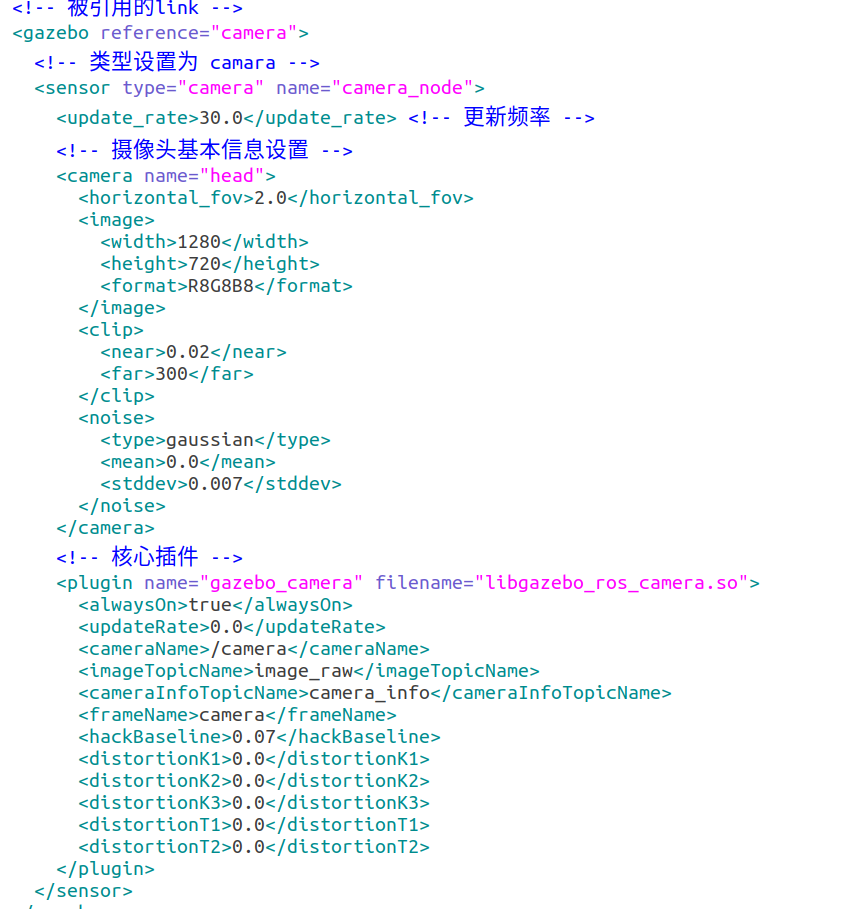 <!-- 被引用的link -->
<gazebo reference="camera">
<!-- 类型设置为 camara -->
<sensor type="camera" name="camera_node">
<update_rate>30.0</update_rate> <!-- 更新频率 -->
<!-- 摄像头基本信息设置 -->
<camera name="head">
<horizontal_fov>2.0</horizontal_fov>
<image>
<width>1280</width>
<height>720</height>
<format>R8G8B8</format>
</image>
<clip>
<near>0.02</near>
<far>300</far>
</clip>
<noise>
<type>gaussian</type>
<mean>0.0</mean>
<stddev>0.007</stddev>
</noise>
</camera>
<!-- 核心插件 -->
<plugin name="gazebo_camera" filename="libgazebo_ros_camera.so">
<alwaysOn>true</alwaysOn>
<updateRate>0.0</updateRate>
<cameraName>/camera</cameraName>
<imageTopicName>image_raw</imageTopicName>
<cameraInfoTopicName>camera_info</cameraInfoTopicName>
<frameName>camera</frameName>
<hackBaseline>0.07</hackBaseline>
<distortionK1>0.0</distortionK1>
<distortionK2>0.0</distortionK2>
<distortionK3>0.0</distortionK3>
<distortionT1>0.0</distortionT1>
<distortionT2>0.0</distortionT2>
</plugin>
</sensor>